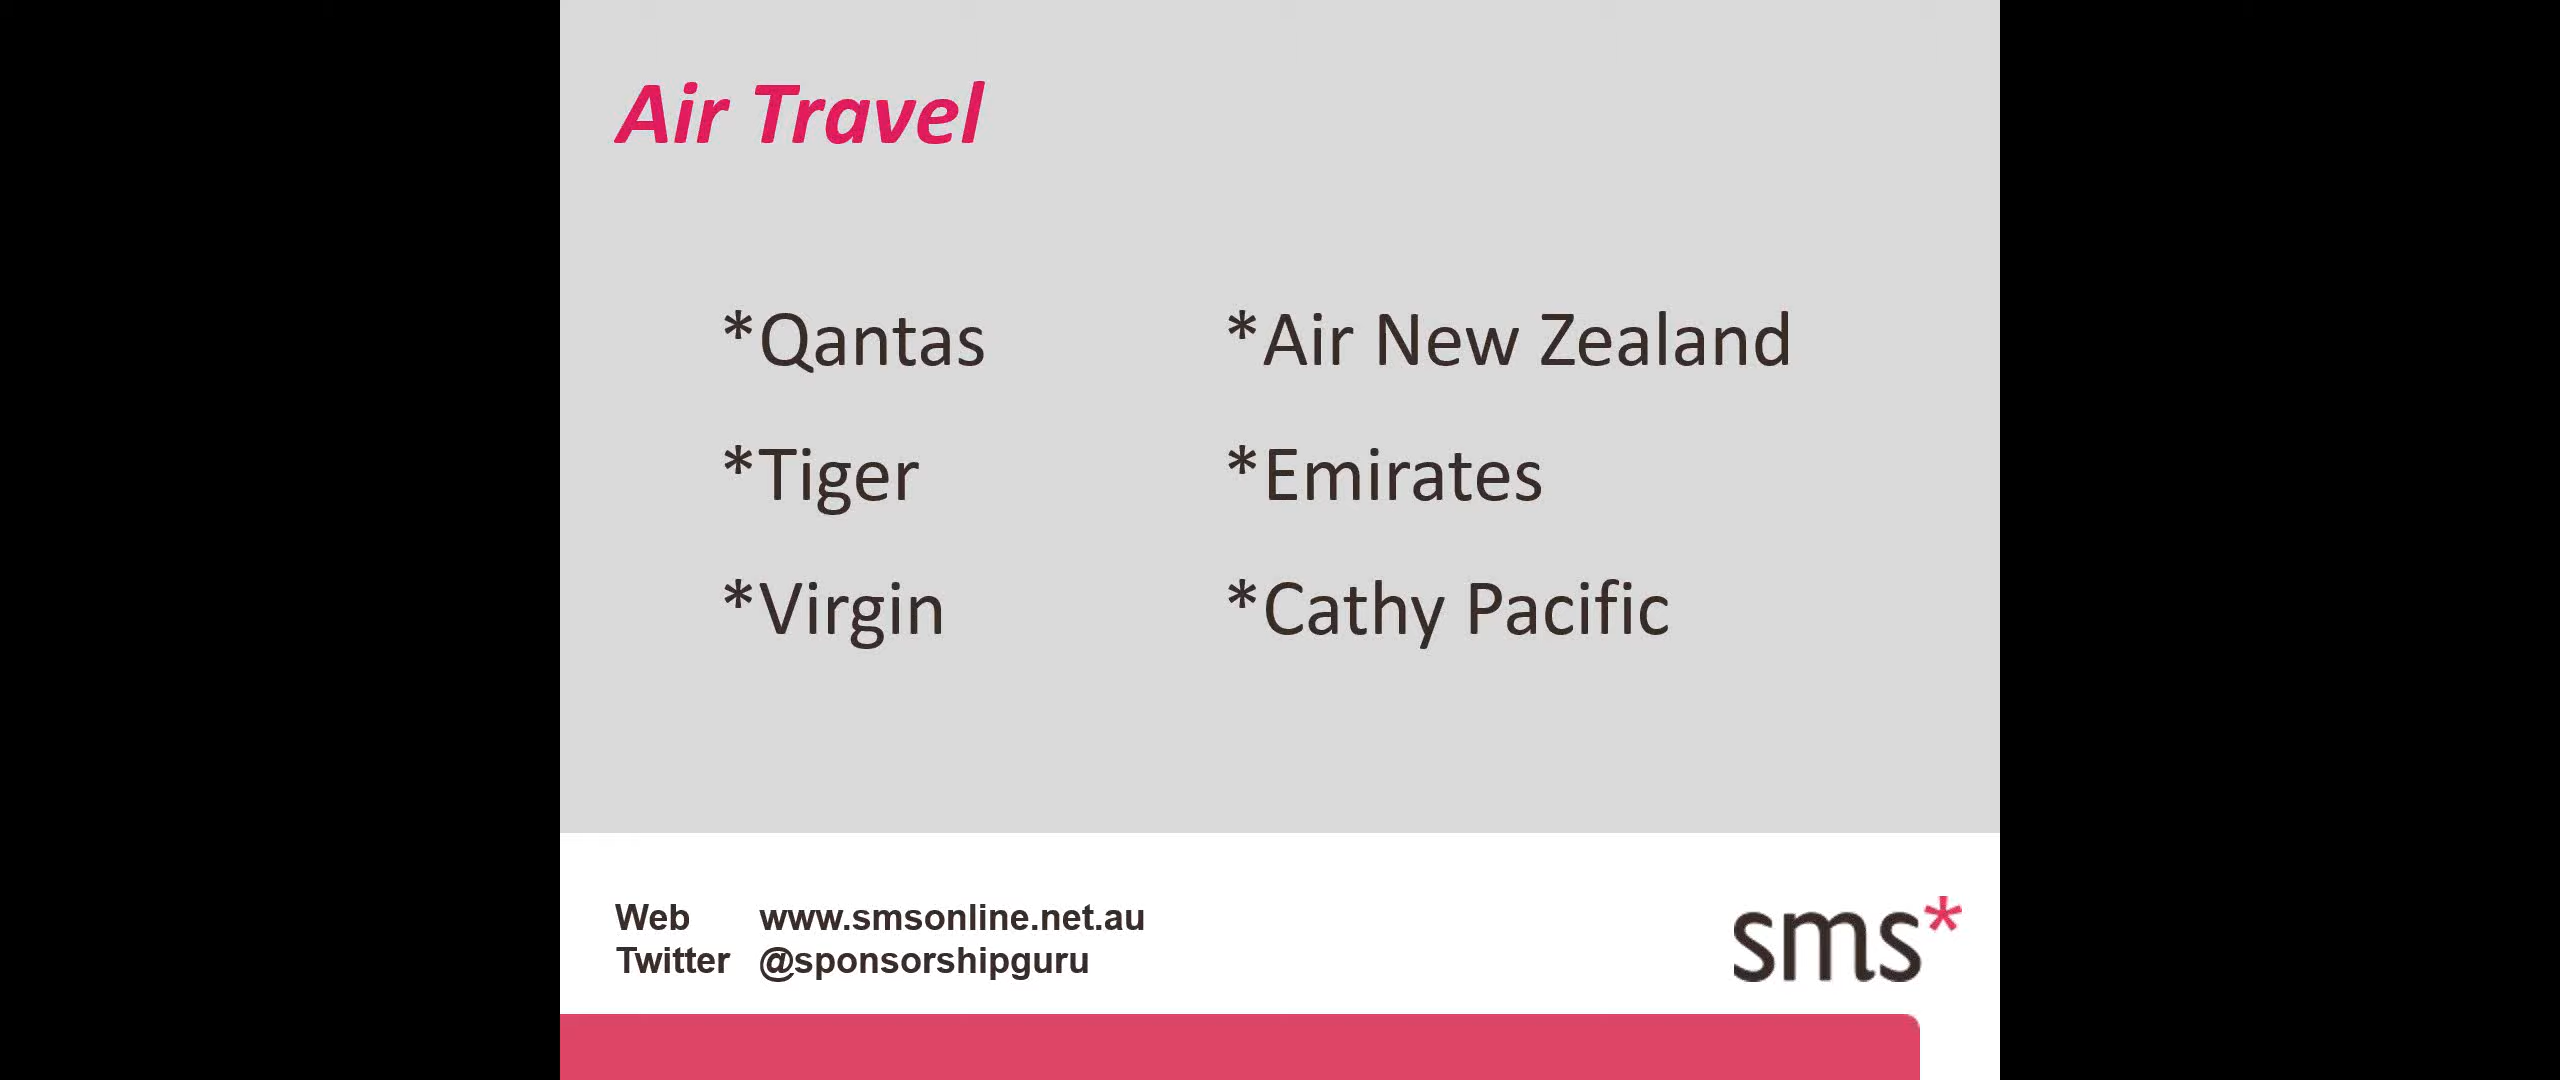 Air Travel
*Qantas
*Tiger
*Virgin
*Air New Zealand
*Emirates
*Cathy Pacific
Web www.smsonline.net.au
Twitter @sponsorshipguru
sms*